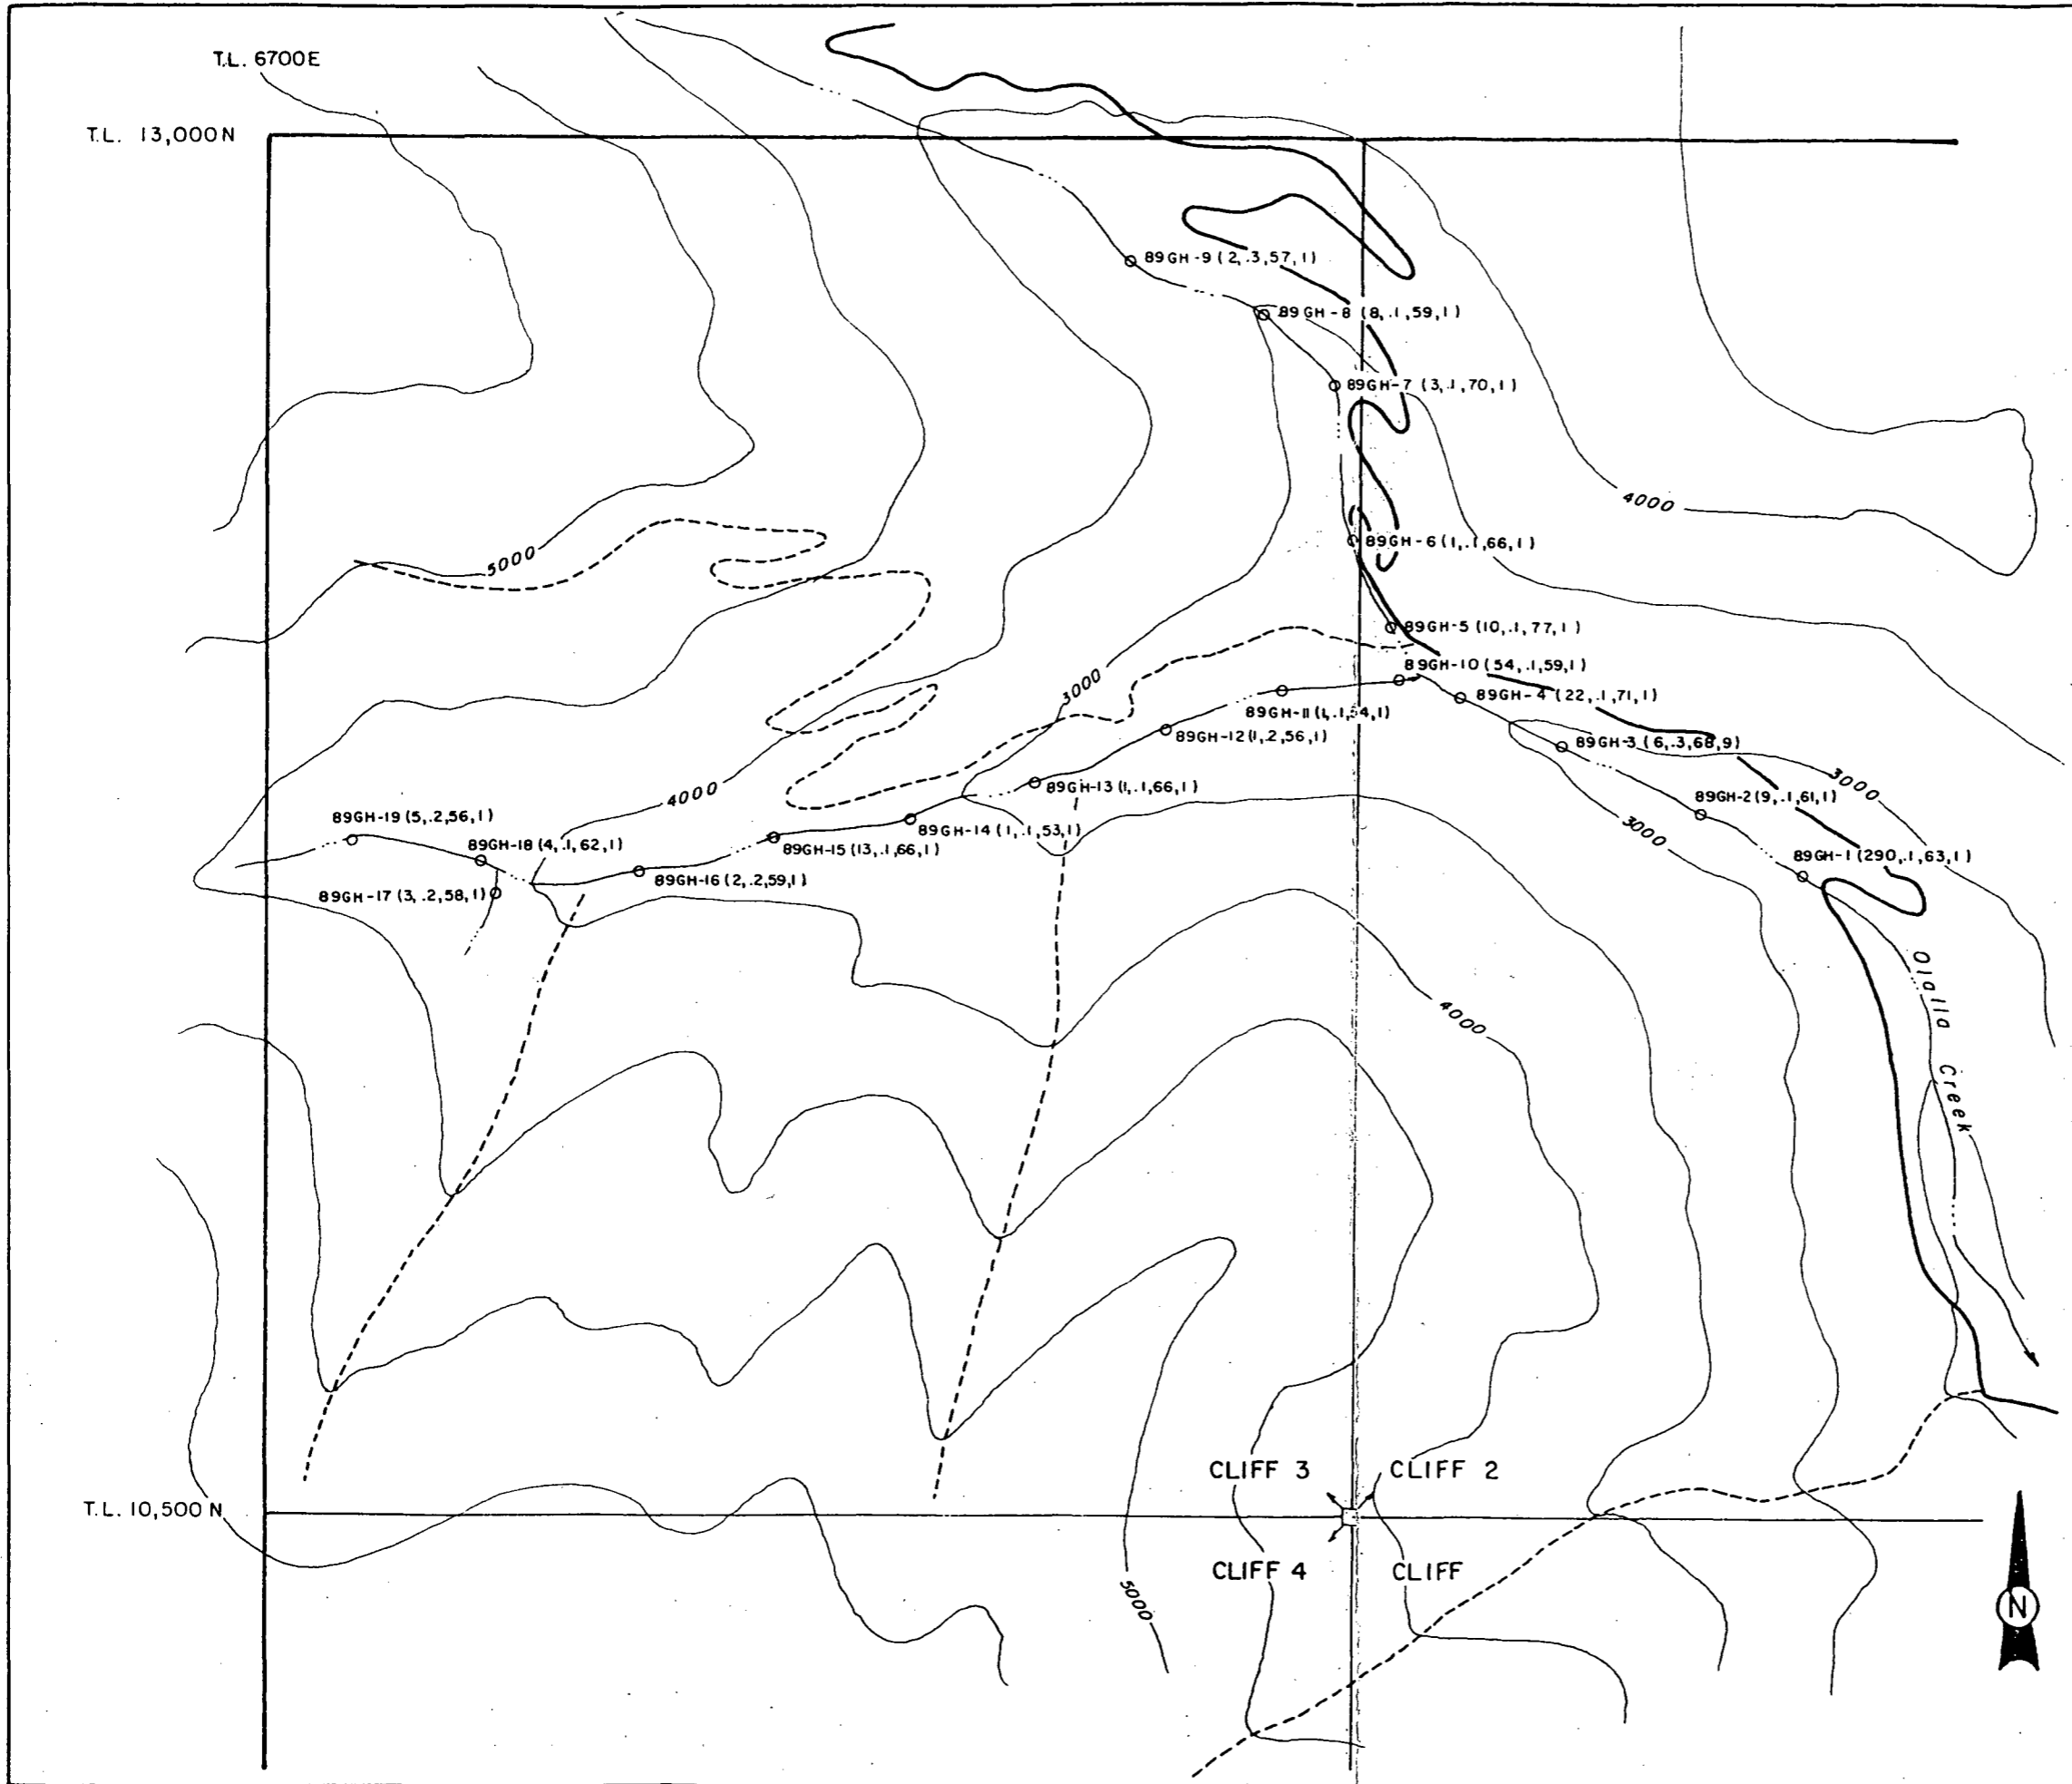 T.L. 6700E
T.L. 13,000N
89GH-9 (2, .3,57,1)
89GH-8 (8, .1,59,1)
89GH-7 (3, .1,70,1)
4000
89GH-6 (1, .1,66,1)
5000
89GH-5 (10, .1,77,1)
89GH-10 (54, .1,59,1)
3000
89GH-4 (22, .1,71,1)
89GH-12 (1, .2,56,1)
89GH-3 (6, .3,68,9)
3000
89GH-13 (1, .1,66,1)
4000
89GH-2 (9, .1,61,1)
89GH-19 (5, .2,56,1)
89GH-14 (1, .1,53,1)
3000
89GH-18 (4, .1,62,1)
89GH-15 (13, .1,66,1)
89GH-1 (290, .1,63,1)
89GH-16 (2, .2,59,1)
89GH-17 (3, .2,58,1)
Olalla Creek
4000
CLIFF 3
CLIFF 2
T.L. 10,500 N
CLIFF 4
CLIFF
5000
N